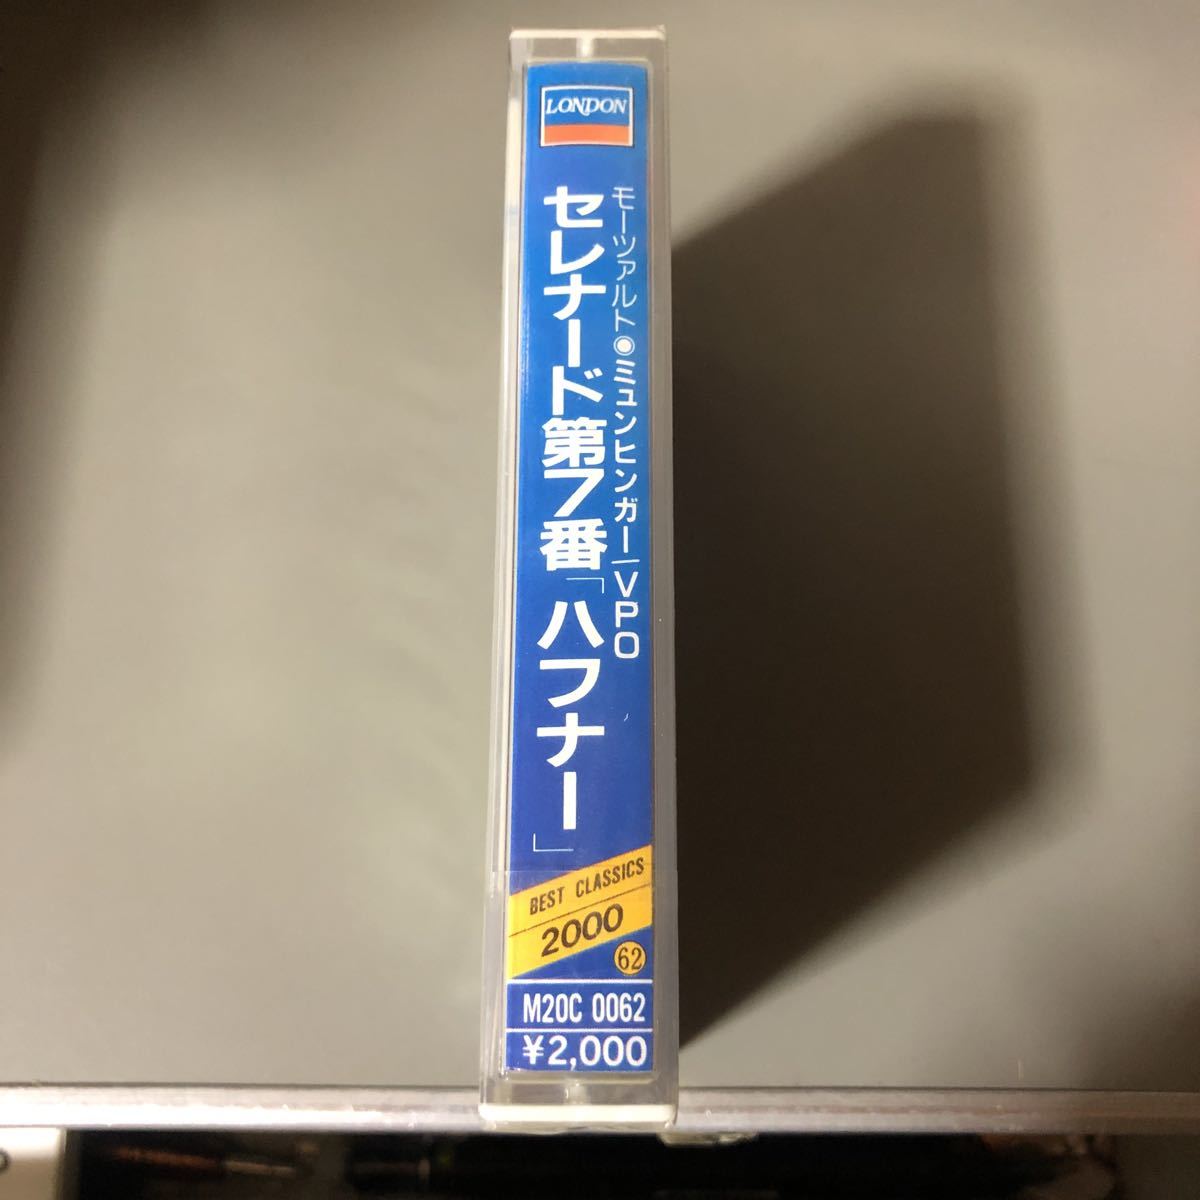 LONDON
モーツァルト◉ミュンヒンガー/VPO
セレナード第7番「ハフナー」
BEST CLASSICS
2000
62
M20C 0062
¥2,000